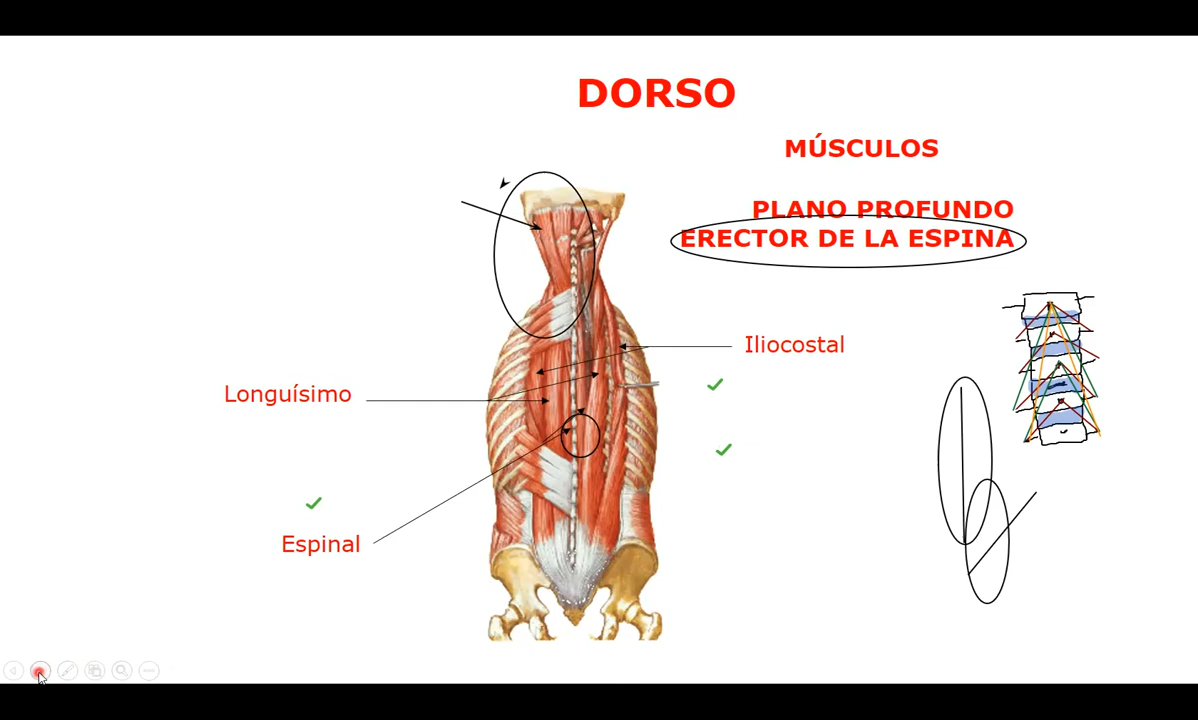 DORSO
MÚSCULOS
PLANO PROFUNDO
ERECTOR DE LA ESPINA
Iliocostal
Longuísimo
Espinal